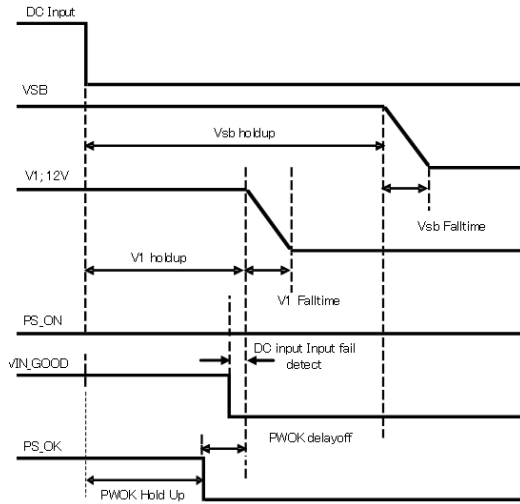 DC Input
VSB
Vsb holdup
V1; 12V
Vsb Falltime
V1 holdup
V1 Falltime
PS_ON
DC input Input fail
detect
VIN_GOOD
PWOK delayoff
PS_OK
PWOK Hold Up